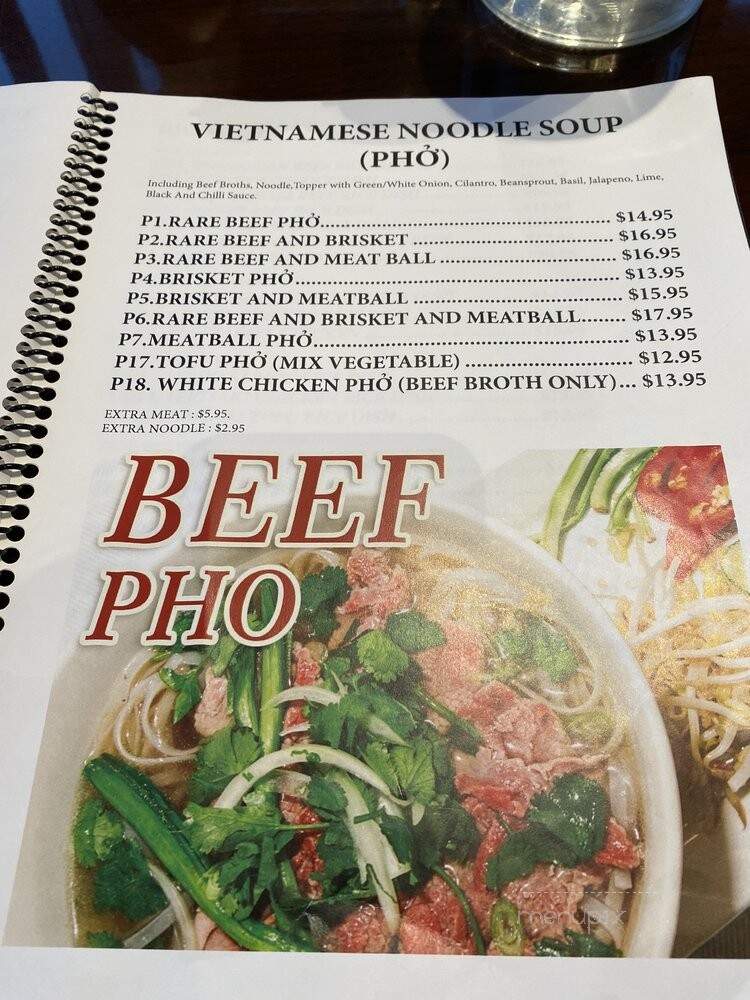 VIETNAMESE NOODLE SOUP
(PHỞ)
Including Beef Broths, Noodle,Topper with Green/White Onion, Cilantro, Beansprout, Basil, Jalapeno, Lime,
Black And Chilli Sauce.
P1.RARE BEEF PHỞ........................................................ $14.95
P2.RARE BEEF AND BRISKET ...................................... $16.95
P3.RARE BEEF AND MEAT BALL ................................. $16.95
P4.BRISKET PHỞ.............................................................. $13.95
P5.BRISKET AND MEATBALL ........................................ $15.95
P6.RARE BEEF AND BRISKET AND MEATBALL........ $17.95
P7.MEATBALL PHỞ............................................................ $13.95
P17.TOFU PHỞ (MIX VEGETABLE) ............................... $12.95
P18. WHITE CHICKEN PHỞ (BEEF BROTH ONLY)... $13.95
EXTRA MEAT : $5.95.
EXTRA NOODLE : $2.95
BEEF
PHO
menupix